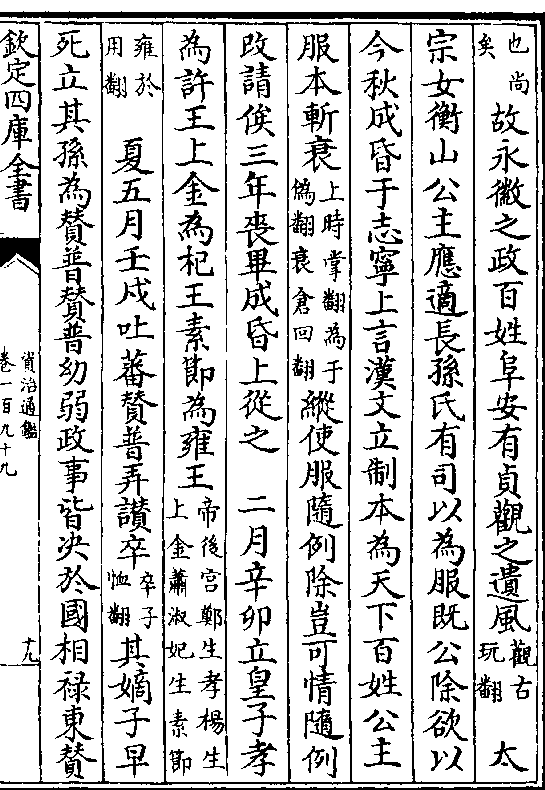 也尚矣故永徽之政百姓阜安有貞觀之遺風觀古玩翻 太
宗女衡山公主應適長孫氏有司以為服既公除欲以
今秋成昏于志寧上言漢文立制本為天下百姓公主
服本斬衰上時掌翻為于偽翻衰倉回翻縱使服隨例除豈可情隨例
改請俟三年喪畢成昏上從之 二月辛卯立皇子孝
為許王上金為杞王素節為雍王帝後宮鄭生孝楊生上金蕭淑妃生素節
雍於用翻 夏五月壬戌吐蕃贊普弄讚卒卒子恤翻其嫡子早
死立其孫為贊普贊普幼弱政事皆决於國相祿東贊
欽定四庫全書
資治通鑑
卷一百九十九
十九